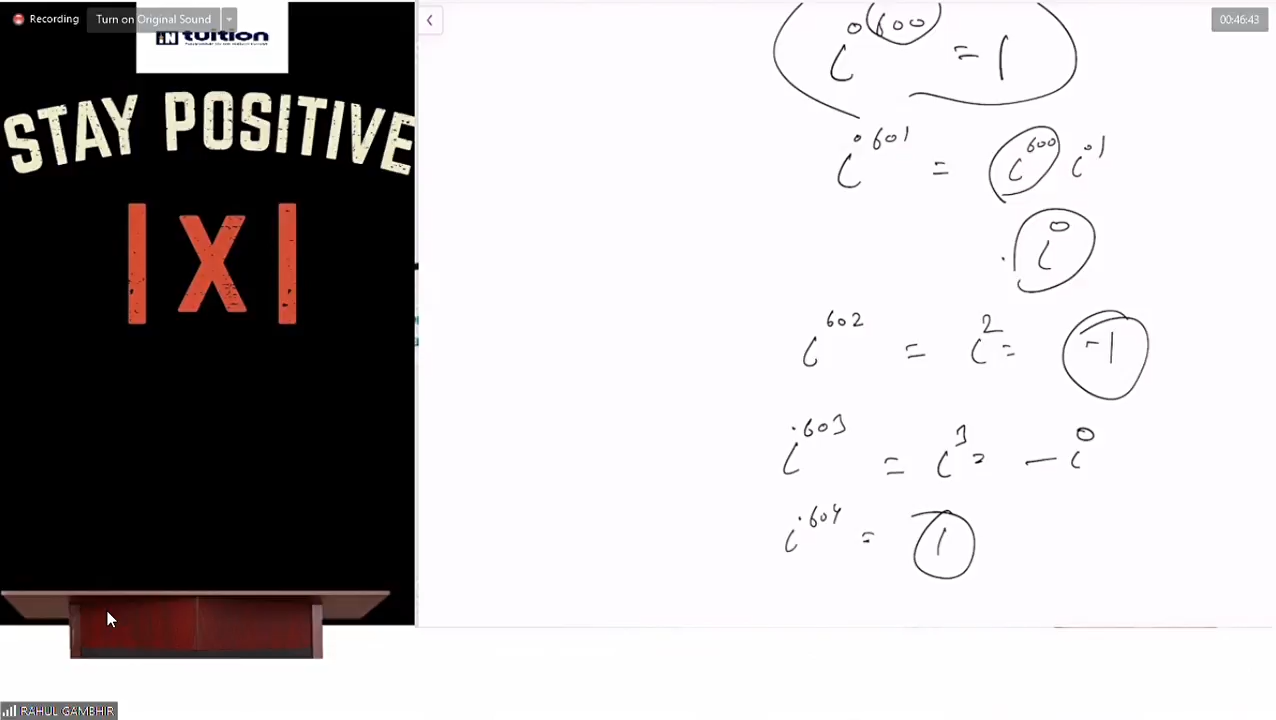 Recording
Turn on Original Sound
00:46:43
iN tuition
STAY POSITIVE
|x|
i^600 = 1
i^601 = i^600 i^1
i
i^602 = i^2 = -1
i^603 = i^3 = -i
i^604 = 1
RAHUL GAMBHIR